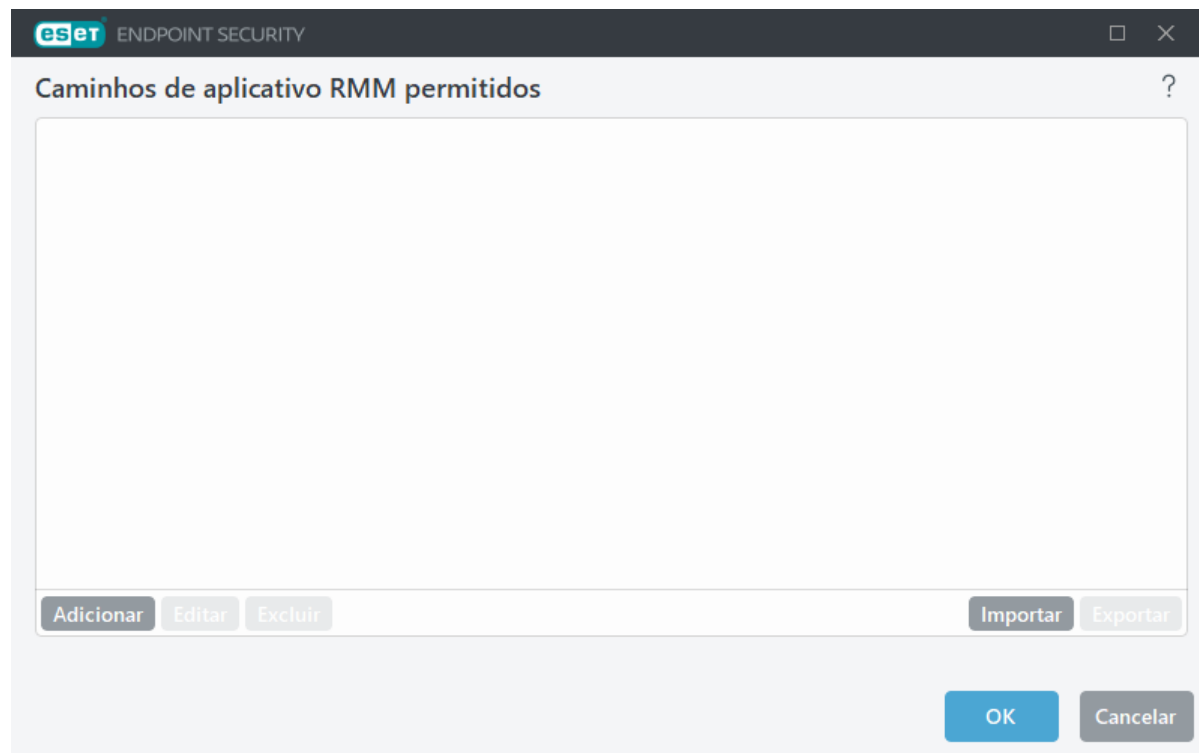 eset ENDPOINT SECURITY
Caminhos de aplicativo RMM permitidos ?
Adicionar Editar Excluir Importar Exportar
OK Cancelar